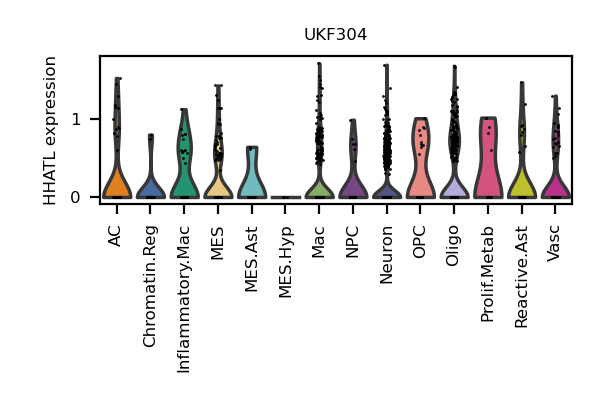 UKF304
HHATL expression
1
0
AC
Chromatin.Reg
Inflammatory.Mac
MES
MES.Ast
MES.Hyp
Mac
NPC
Neuron
OPC
Oligo
Prolif.Metab
Reactive.Ast
Vasc